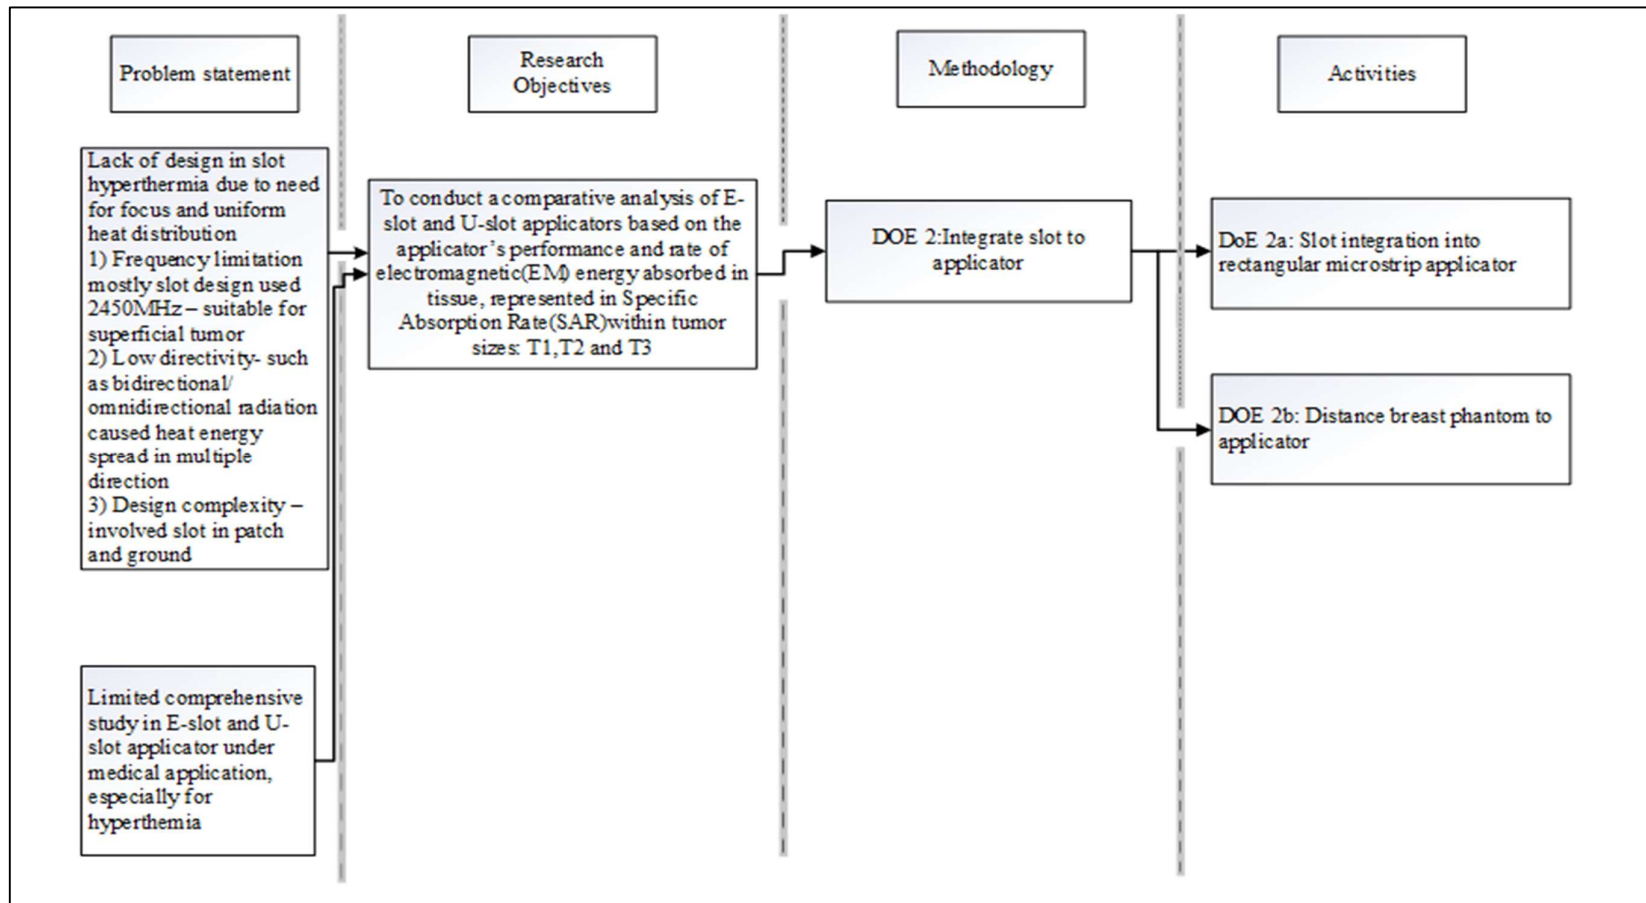 Problem statement
Research
Objectives
Methodology
Activities
Lack of design in slot
hyperthermia due to need
for focus and uniform
heat distribution
1) Frequency limitation
mostly slot design used
2450MHz – suitable for
superficial tumor
2) Low directivity- such
as bidirectional/
omnidirectional radiation
caused heat energy
spread in multiple
direction
3) Design complexity –
involved slot in patch
and ground
Limited comprehensive
study in E-slot and U-
slot applicator under
medical application,
especially for
hyperthemia
To conduct a comparative analysis of E-
slot and U-slot applicators based on the
applicator’s performance and rate of
electromagnetic(EM) energy absorbed in
tissue, represented in Specific
Absorption Rate(SAR)within tumor
sizes: T1,T2 and T3
DOE 2:Integrate slot to
applicator
DoE 2a: Slot integration into
rectangular microstrip applicator
DOE 2b: Distance breast phantom to
applicator